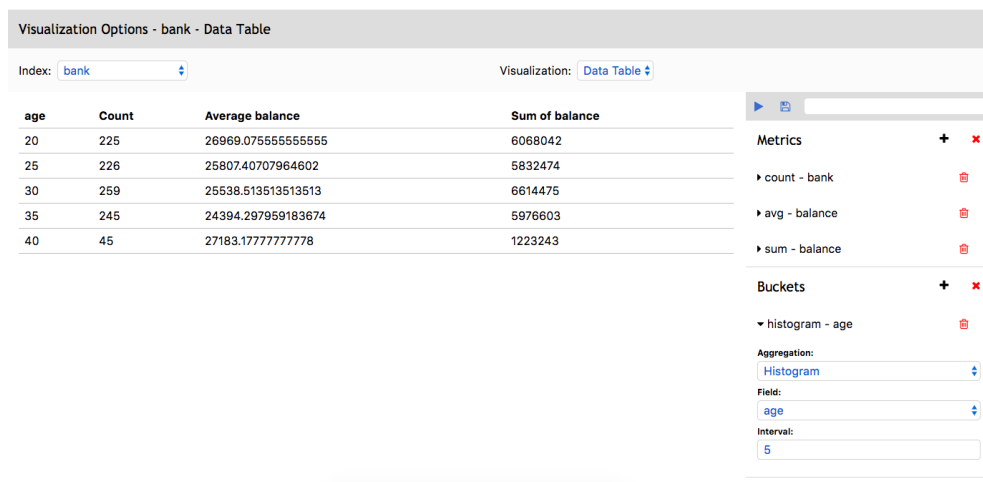 Visualization Options - bank - Data Table
Index: bank Visualization: Data Table
age Count Average balance Sum of balance
20 225 26969.075555555555 6068042
25 226 25807.40707964602 5832474
30 259 25538.513513513513 6614475
35 245 24394.297959183674 5976603
40 45 27183.17777777778 1223243
Metrics
count - bank
avg - balance
sum - balance
Buckets
histogram - age
Aggregation:
Histogram
Field:
age
Interval:
5